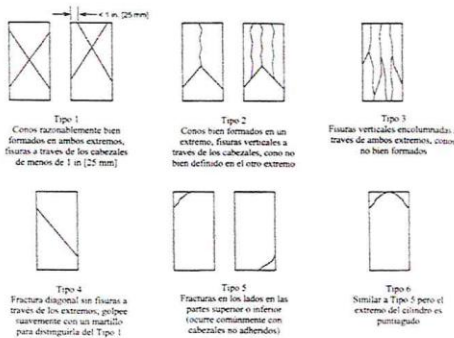 < 1 in. [25 mm]
Tipo 1
Conos razonablemente bien
formados en ambos extremos,
fisuras a través de los cabezales
de menos de 1 in [25 mm]
Tipo 2
Conos bien formados en un
extremo, fisuras verticales a
través de los cabezales, cono no
bien definido en el otro extremo
Tipo 3
Fisuras verticales encolumnadas a
través de ambos extremos, conos
no bien formados
Tipo 4
Fractura diagonal sin fisuras a
través de los extremos; golpee
suavemente con un martillo
para distinguirla del Tipo 1
Tipo 5
Fracturas en los lados en las
partes superior o inferior
(ocurre comúnmente con
cabezales no adheridos)
Tipo 6
Similar a Tipo 5 pero el
extremo del cilindro es
puntiagudo